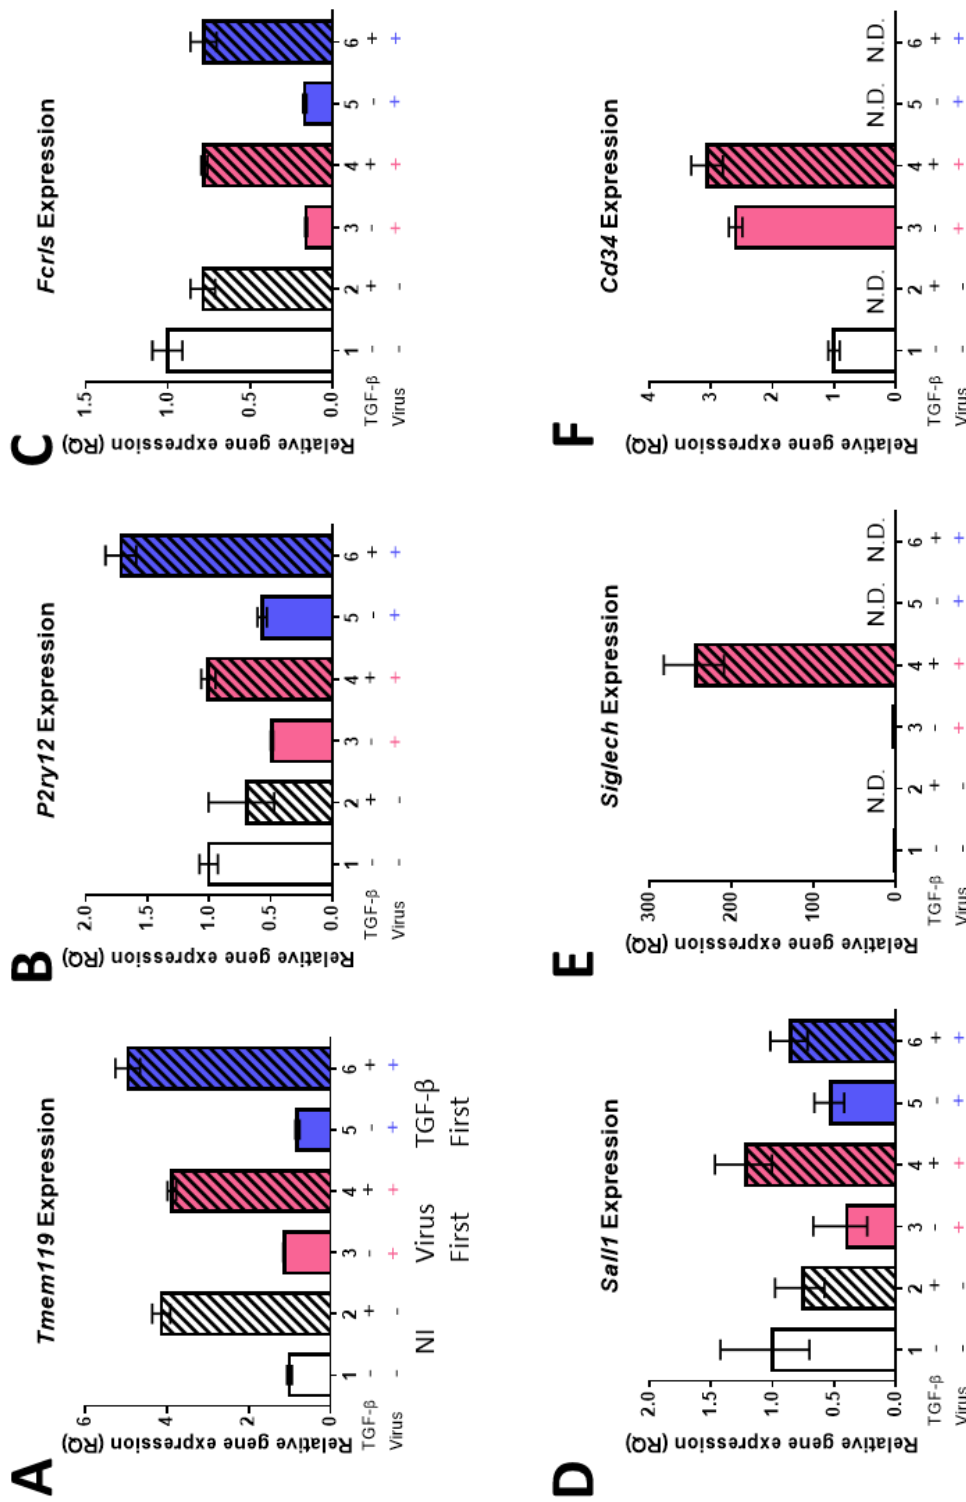 A
Tmem119 Expression
Relative gene expression (RQ)
6
4
2
0
1 2 3 4 5 6
TGF-β - + - + - +
Virus - - + + + +
NI
Virus First
TGF-β First
B
P2ry12 Expression
Relative gene expression (RQ)
2.0
1.5
1.0
0.5
0.0
1 2 3 4 5 6
TGF-β - + - + - +
Virus - - + + + +
C
Fcrls Expression
Relative gene expression (RQ)
1.5
1.0
0.5
0.0
1 2 3 4 5 6
TGF-β - + - + - +
Virus - - + + + +
D
Sall1 Expression
Relative gene expression (RQ)
2.0
1.5
1.0
0.5
0.0
1 2 3 4 5 6
TGF-β - + - + - +
Virus - - + + + +
E
Siglech Expression
Relative gene expression (RQ)
300
200
100
0
N.D. N.D. N.D.
1 2 3 4 5 6
TGF-β - + - + - +
Virus - - + + + +
F
Cd34 Expression
Relative gene expression (RQ)
4
3
2
1
0
N.D. N.D. N.D.
1 2 3 4 5 6
TGF-β - + - + - +
Virus - - + + + +